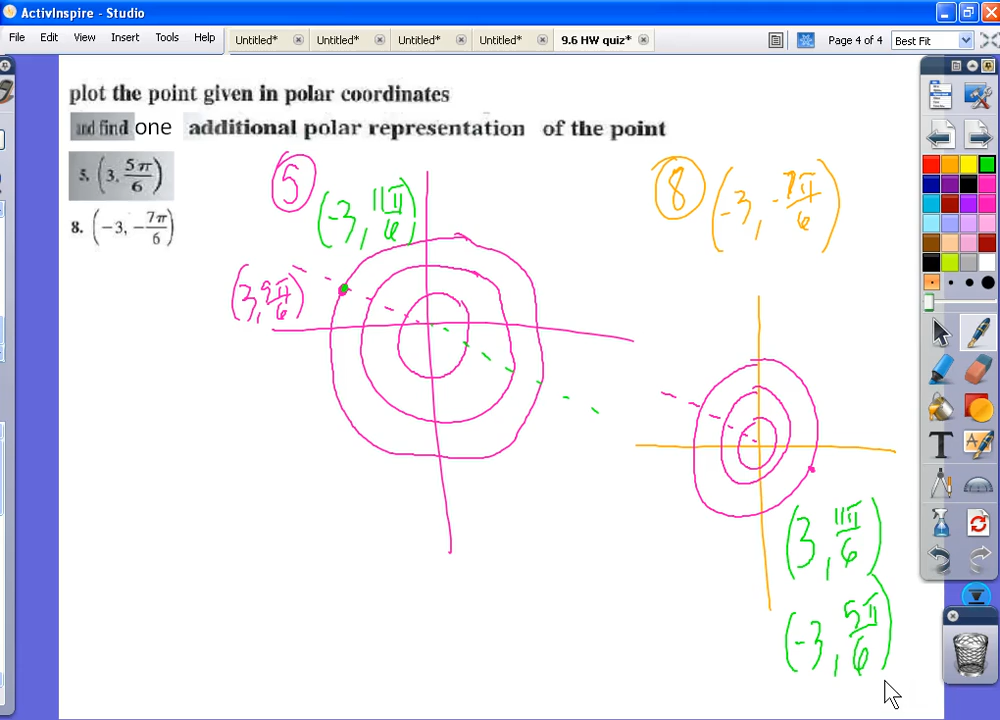 ActivInspire - Studio
File Edit View Insert Tools Help
Untitled* Untitled* Untitled* Untitled* 9.6 HW quiz*
Page 4 of 4 Best Fit
plot the point given in polar coordinates
and find one additional polar representation of the point
5. (3, 5π/6)
8. (−3, −7π/6)
5
(-3, 11π/6)
(3, 5π/6)
8
(-3, -7π/6)
(3, 11π/6)
(-3, 5π/6)